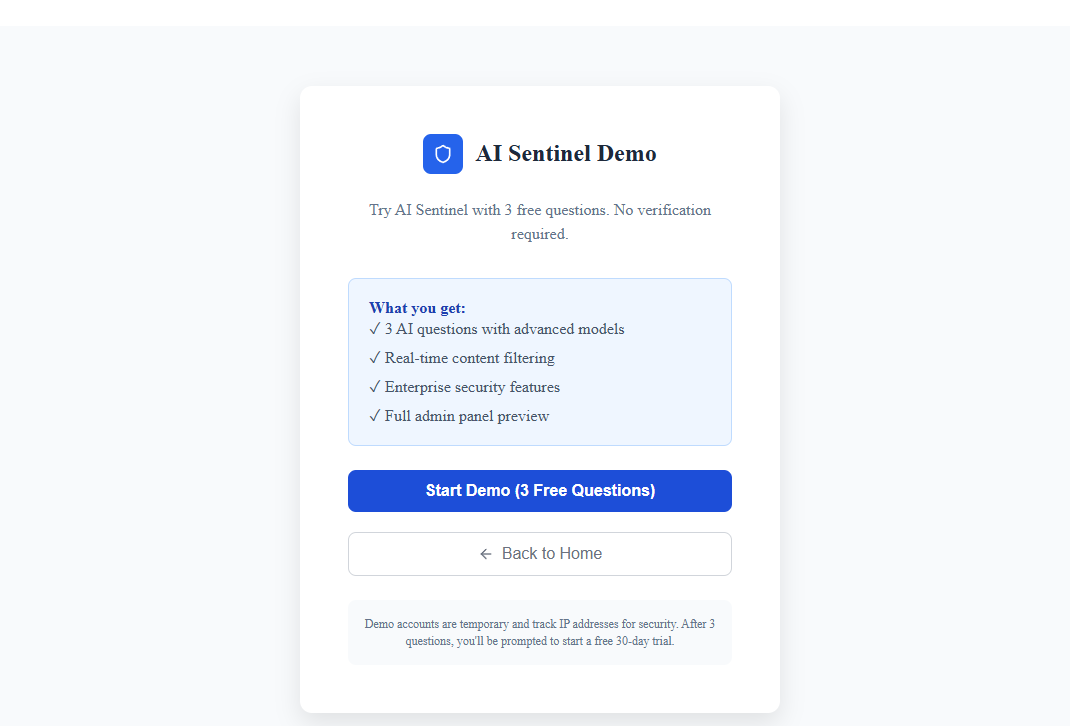 AI Sentinel Demo
Try AI Sentinel with 3 free questions. No verification
required.
What you get:
✓ 3 AI questions with advanced models
✓ Real-time content filtering
✓ Enterprise security features
✓ Full admin panel preview
Start Demo (3 Free Questions)
← Back to Home
Demo accounts are temporary and track IP addresses for security. After 3
questions, you'll be prompted to start a free 30-day trial.